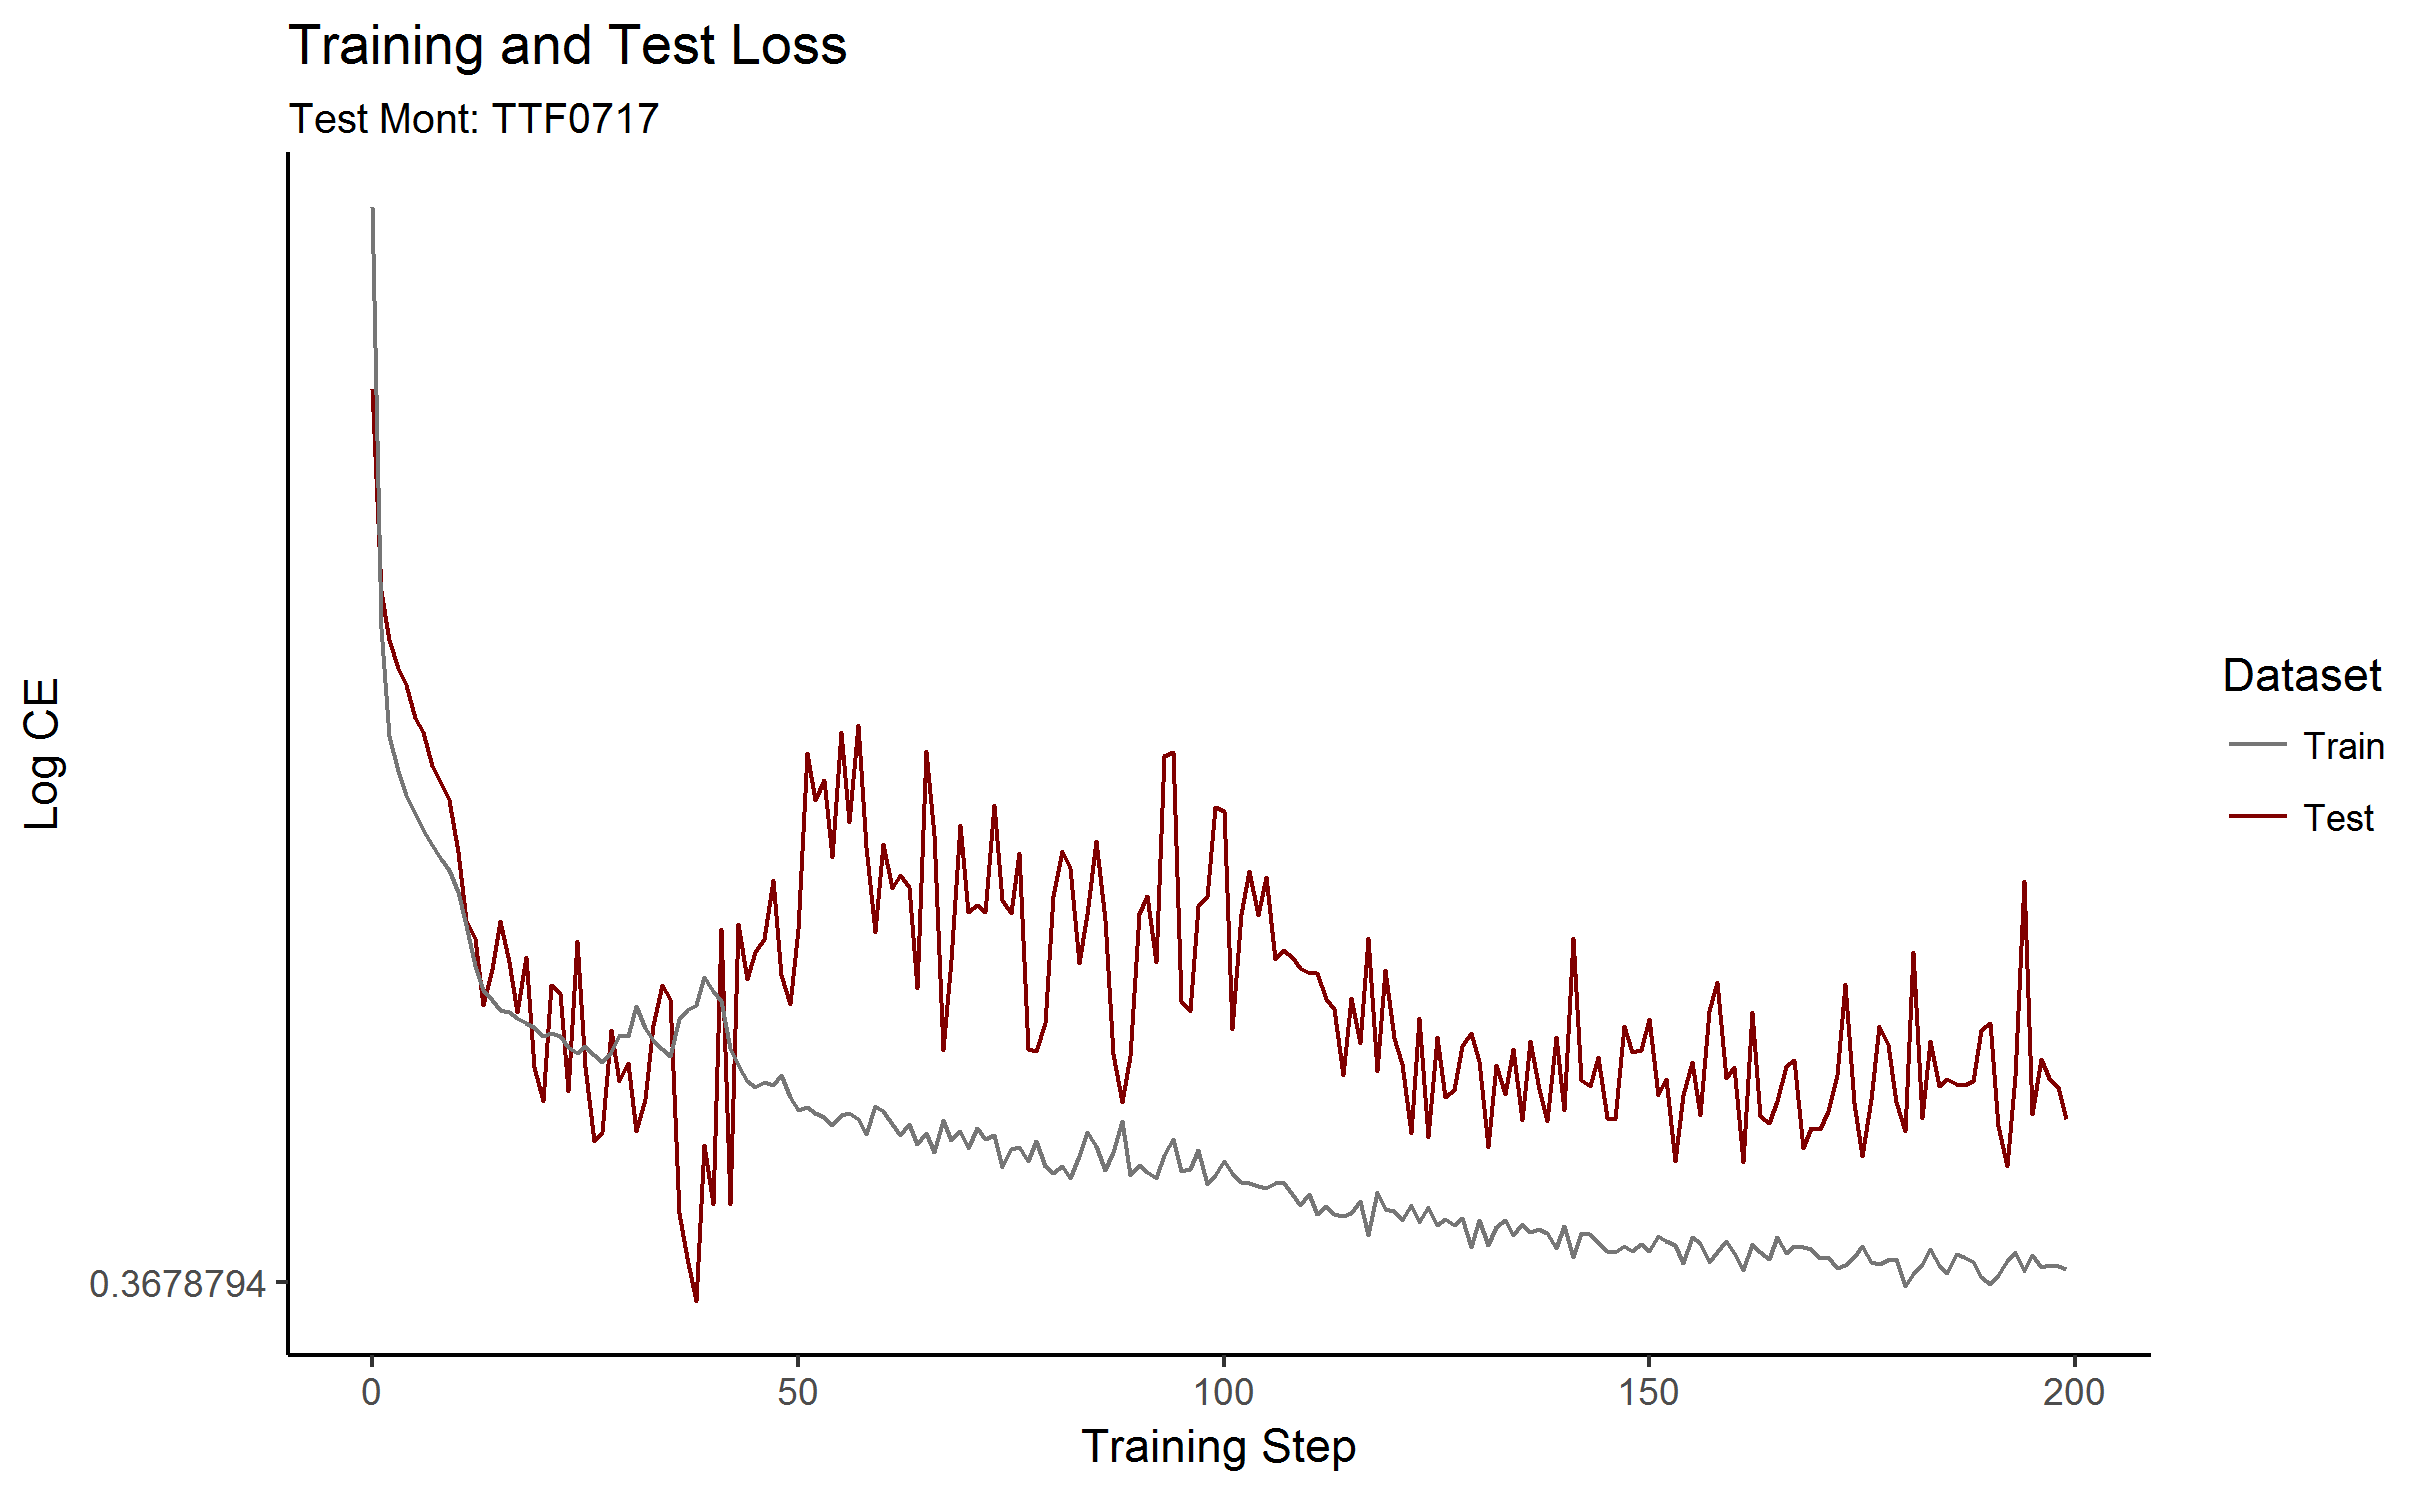 Training and Test Loss
Test Mont: TTF0717
Log CE
0.3678794
0
50
100
150
200
Training Step
Dataset
Train
Test